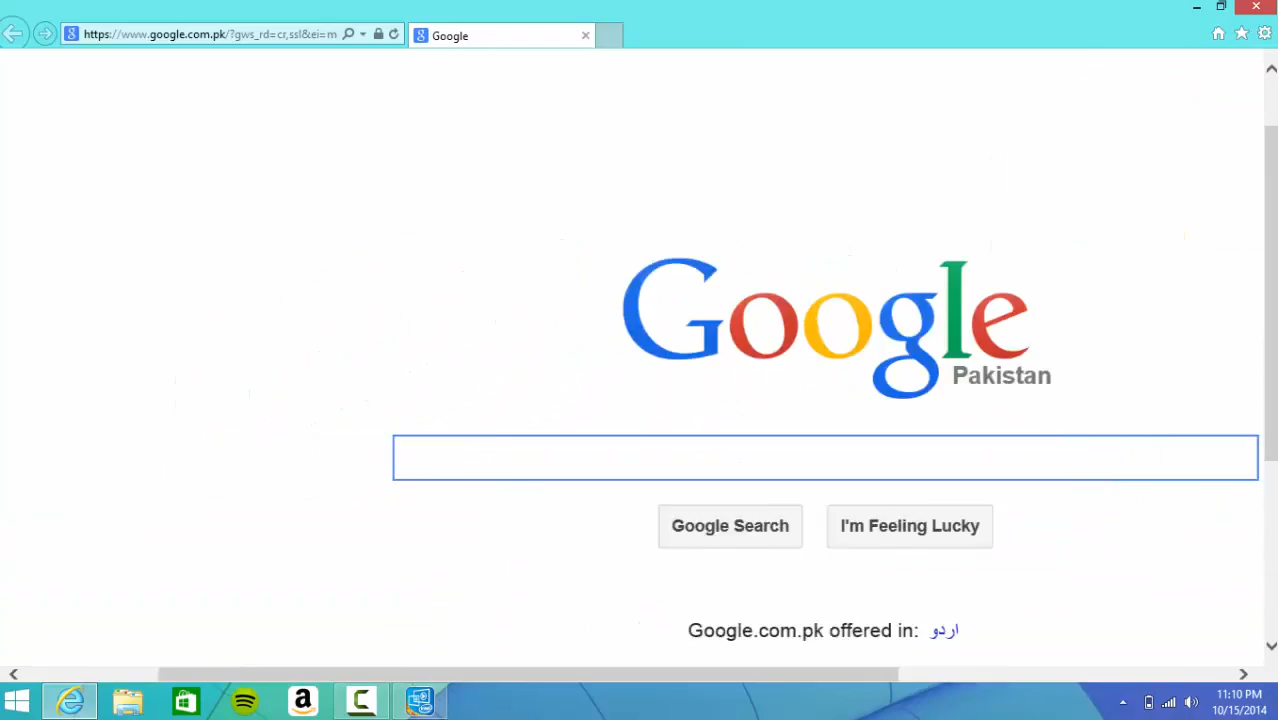 https://www.google.com.pk/?gws_rd=cr,ssl&ei=m
Google
Google
Pakistan
Google Search
I'm Feeling Lucky
Google.com.pk offered in: اردو
11:10 PM
10/15/2014